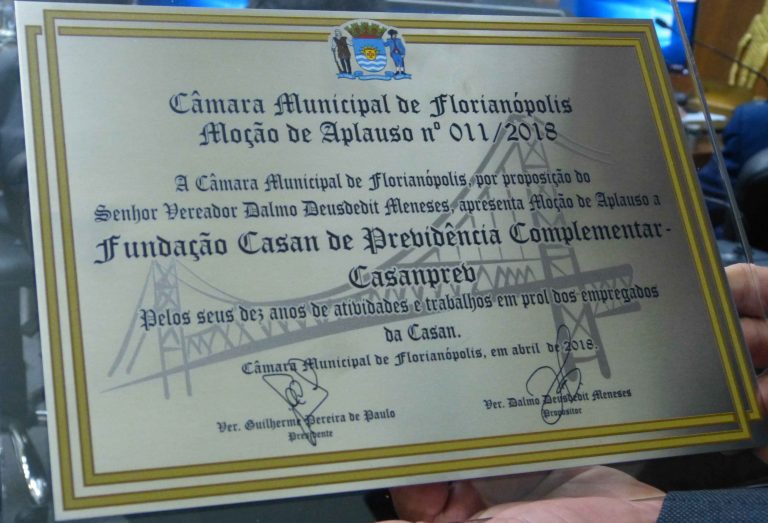 Câmara Municipal de Florianópolis
Moção de Aplauso nº 011/2018
A Câmara Municipal de Florianópolis, por proposição do
Senhor Vereador Dalmo Deusdedit Meneses, apresenta Moção de Aplauso a
Fundação Casan de Previdência Complementar-
Casanprev
Pelos seus dez anos de atividades e trabalhos em prol dos empregados
da Casan.
Câmara Municipal de Florianópolis, em abril de 2018.
Ver. Guilherme Pereira de Paulo
Presidente
Ver. Dalmo Deusdedit Meneses
Propositor